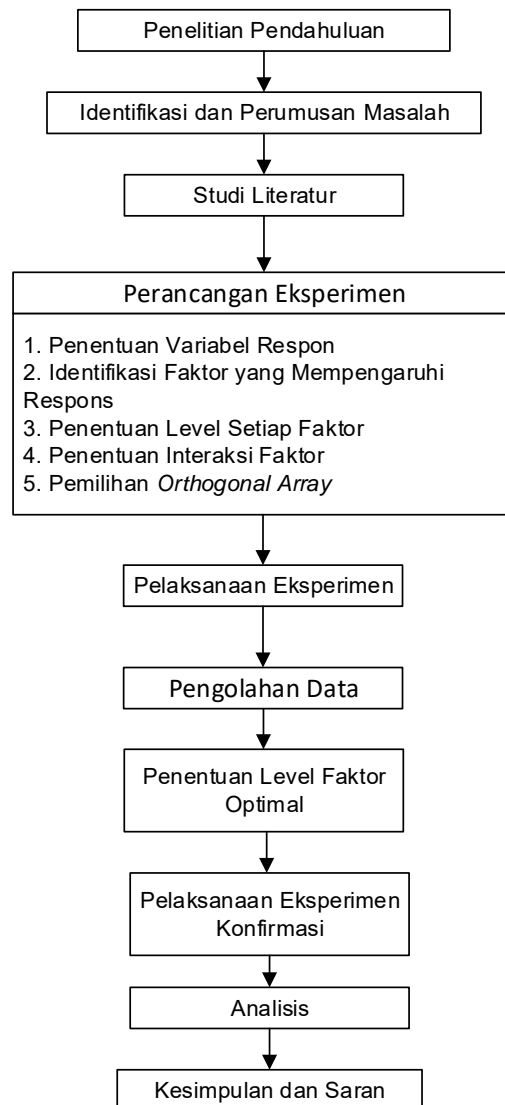 Penelitian Pendahuluan
Identifikasi dan Perumusan Masalah
Studi Literatur
Perancangan Eksperimen
1. Penentuan Variabel Respon
2. Identifikasi Faktor yang Mempengaruhi
Respons
3. Penentuan Level Setiap Faktor
4. Penentuan Interaksi Faktor
5. Pemilihan Orthogonal Array
Pelaksanaan Eksperimen
Pengolahan Data
Penentuan Level Faktor
Optimal
Pelaksanaan Eksperimen
Konfirmasi
Analisis
Kesimpulan dan Saran